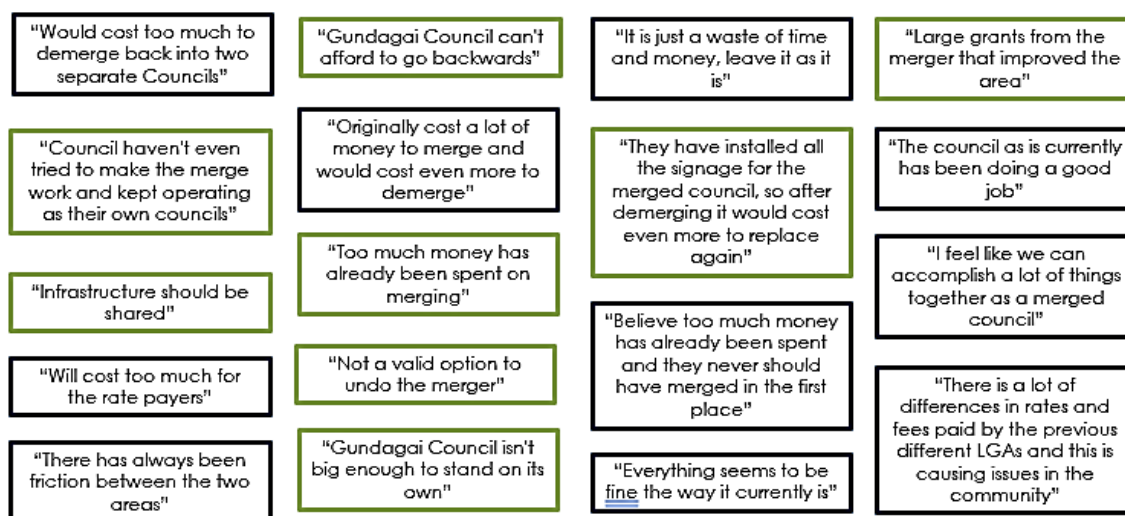 “Would cost too much to
demerge back into two
separate Councils”
“Council haven't even
tried to make the merge
work and kept operating
as their own councils”
“Infrastructure should be
shared”
“Will cost too much for
the rate payers”
“There has always been
friction between the two
areas”
“Gundagai Council can't
afford to go backwards”
“Originally cost a lot of
money to merge and
would cost even more to
demerge”
“Too much money has
already been spent on
merging”
“Not a valid option to
undo the merger”
“Gundagai Council isn't
big enough to stand on its
own”
“It is just a waste of time
and money, leave it as it
is”
“They have installed all
the signage for the
merged council, so after
demerging it would cost
even more to replace
again”
“Believe too much money
has already been spent
and they never should
have merged in the first
place”
“Everything seems to be
fine the way it currently is”
“Large grants from the
merger that improved the
area”
“The council as is currently
has been doing a good
job”
“I feel like we can
accomplish a lot of things
together as a merged
council”
“There is a lot of
differences in rates and
fees paid by the previous
different LGAs and this is
causing issues in the
community”